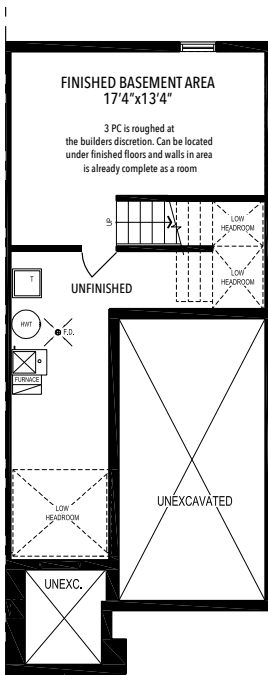 FINISHED BASEMENT AREA
17'4"x13'4"
3 PC is roughed at
the builders discretion. Can be located
under finished floors and walls in area
is already complete as a room
UP
LOW
HEADROOM
LOW
HEADROOM
UNFINISHED
T
HWT
F.D.
FURNACE
LOW
HEADROOM
UNEXCAVATED
UNEXC.